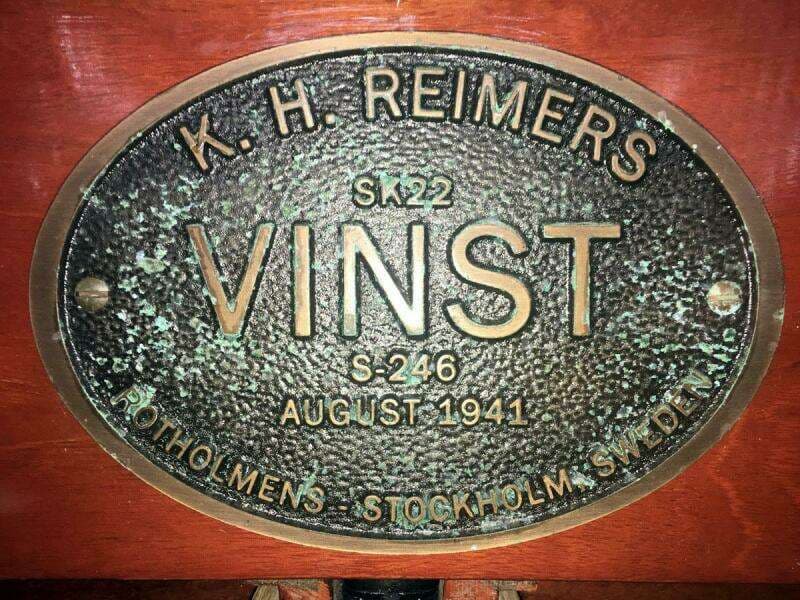 K. H. REIMERS
SK22
VINST
S-246
AUGUST 1941
ROTHOLMENS - STOCKHOLM, SWEDEN